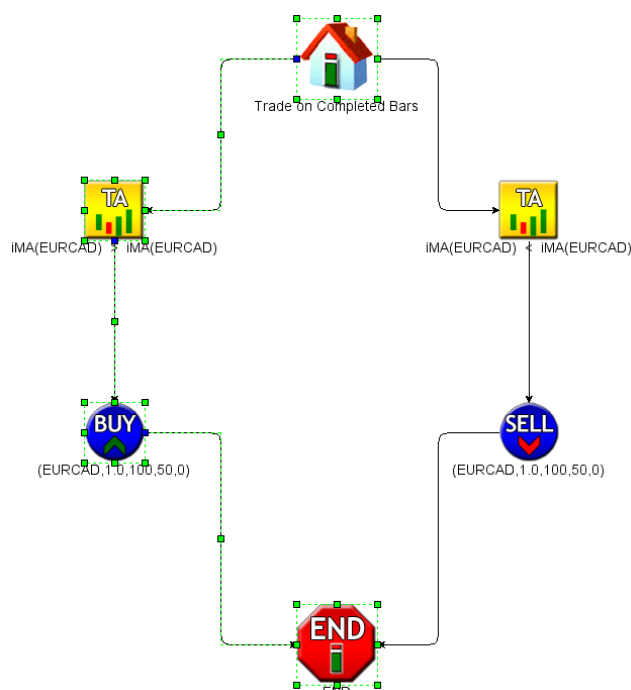 Trade on Completed Bars
TA
iMA(EURCAD) > iMA(EURCAD)
TA
iMA(EURCAD) < iMA(EURCAD)
BUY
(EURCAD,1.0,100,50,0)
SELL
(EURCAD,1.0,100,50,0)
END
END